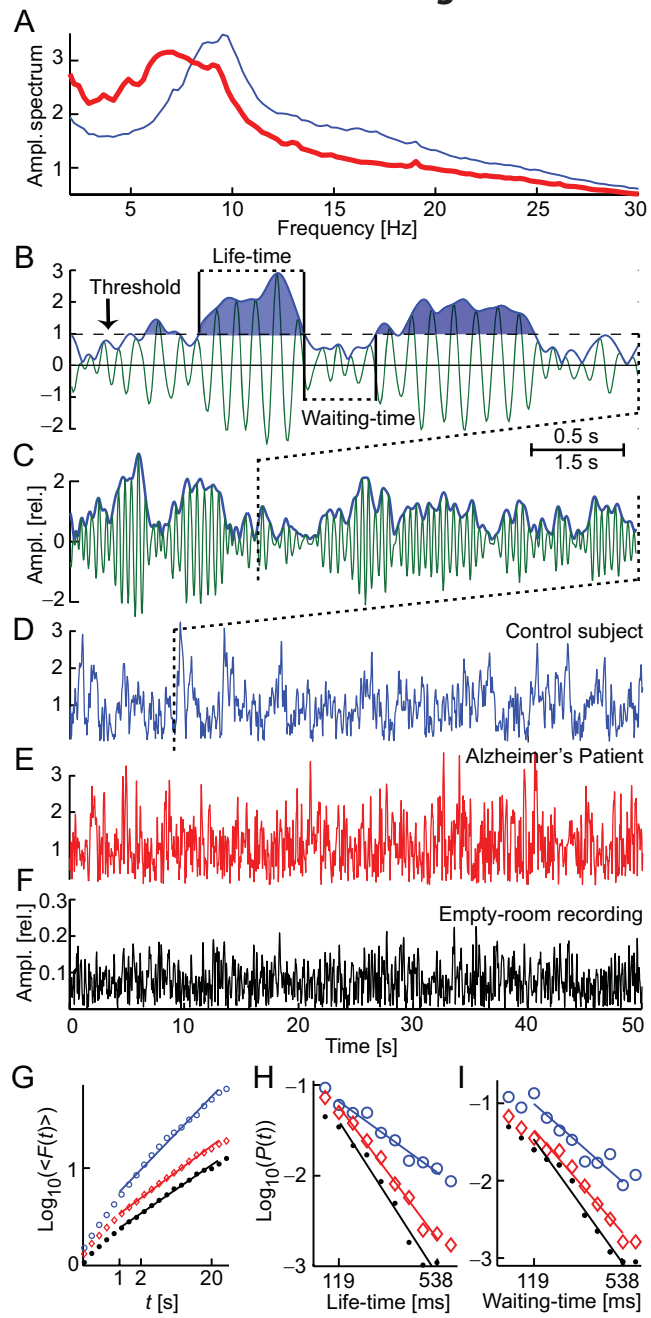 A
3
2
1
Ampl. spectrum
5 10 15 20 25 30
Frequency [Hz]
B
3
2
1
0
−1
−2
Threshold
Life-time
Waiting-time
0.5 s
1.5 s
C
2
0
−2
Ampl. [rel.]
D
3
2
1
Control subject
E
3
2
1
Alzheimer's Patient
F
0.3
0.2
0.1
Ampl. [rel.]
Empty-room recording
0 10 20 30 40 50
Time [s]
G
1
0
Log10(<F(t)>)
1 2 20
t [s]
H
−1
−2
−3
Log10(P(t))
119 538
Life-time [ms]
I
−1
−2
−3
119 538
Waiting-time [ms]